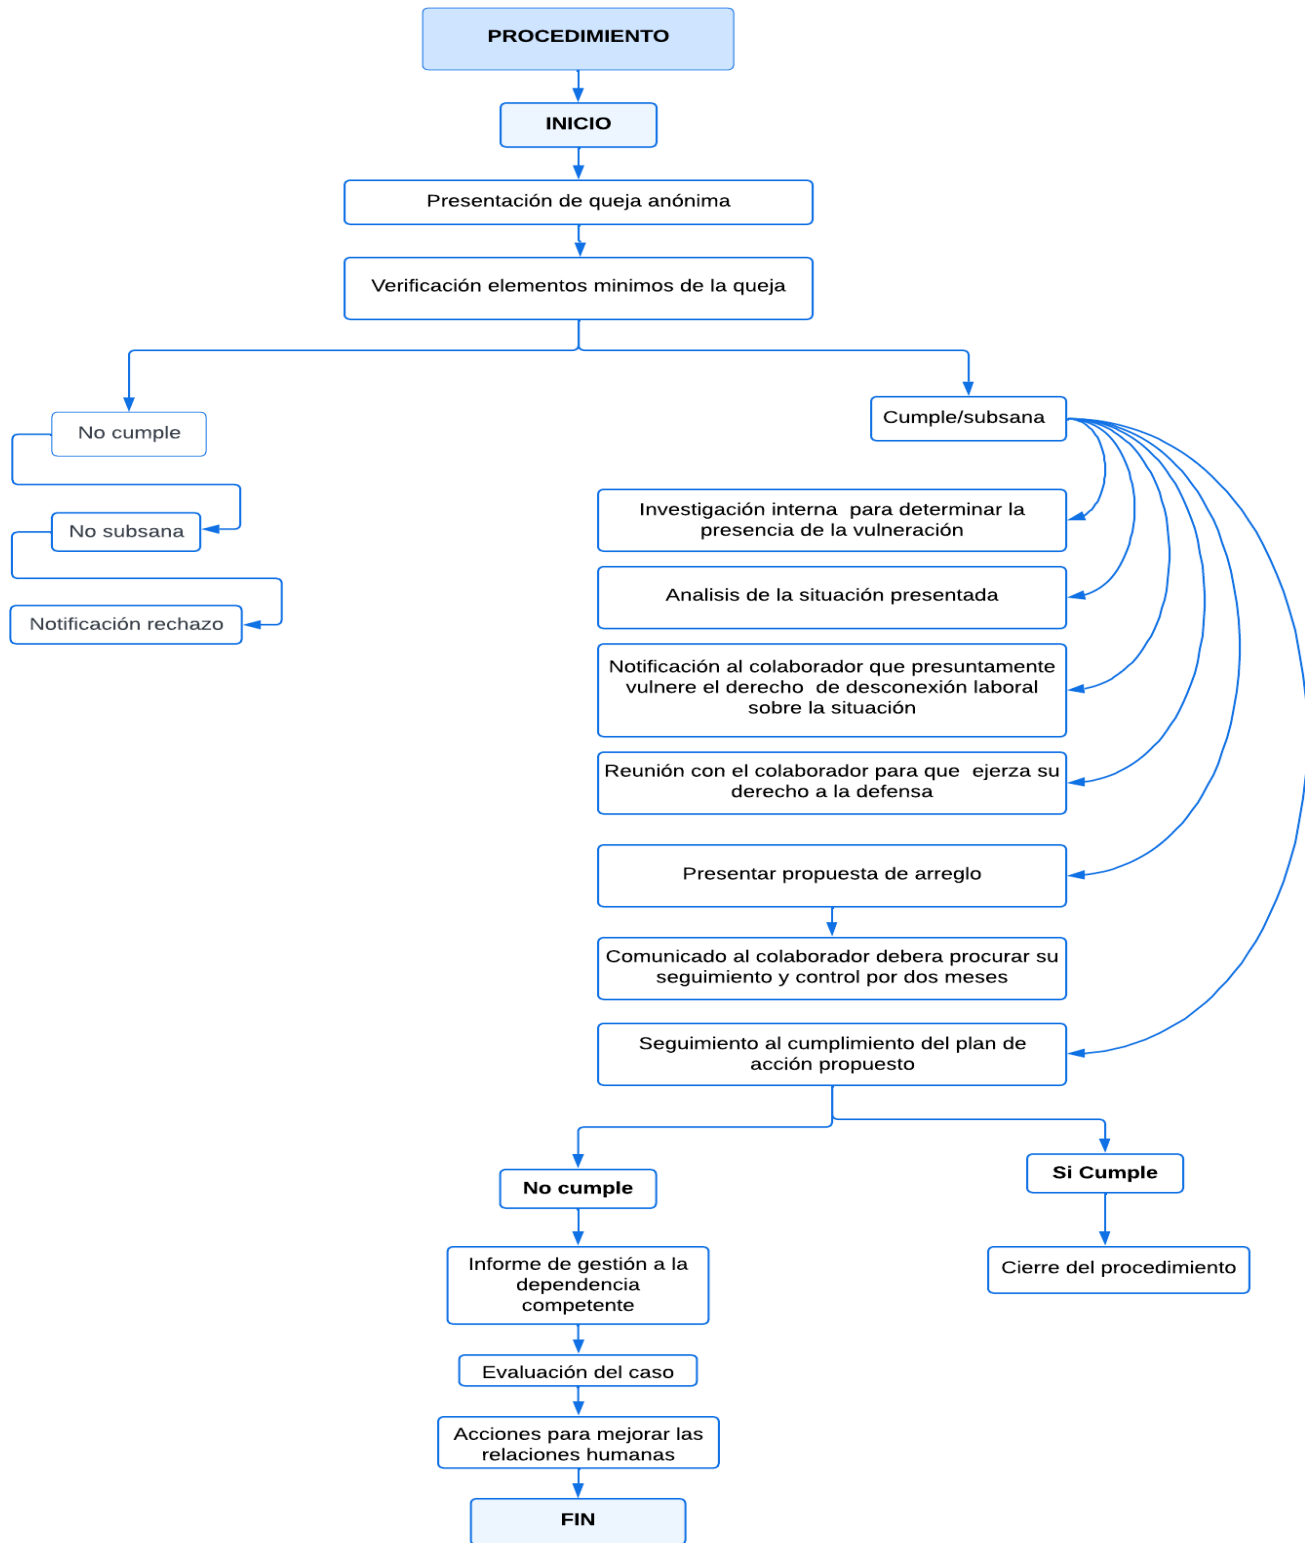 PROCEDIMIENTO
INICIO
Presentación de queja anónima
Verificación elementos minimos de la queja
No cumple
No subsana
Notificación rechazo
Cumple/subsana
Investigación interna  para determinar la
presencia de la vulneración
Analisis de la situación presentada
Notificación al colaborador que presuntamente
vulnere el derecho  de desconexión laboral
sobre la situación
Reunión con el colaborador para que  ejerza su
derecho a la defensa
Presentar propuesta de arreglo
Comunicado al colaborador debera procurar su
seguimiento y control por dos meses
Seguimiento al cumplimiento del plan de
acción propuesto
No cumple
Informe de gestión a la
dependencia
competente
Evaluación del caso
Acciones para mejorar las
relaciones humanas
FIN
Si Cumple
Cierre del procedimiento